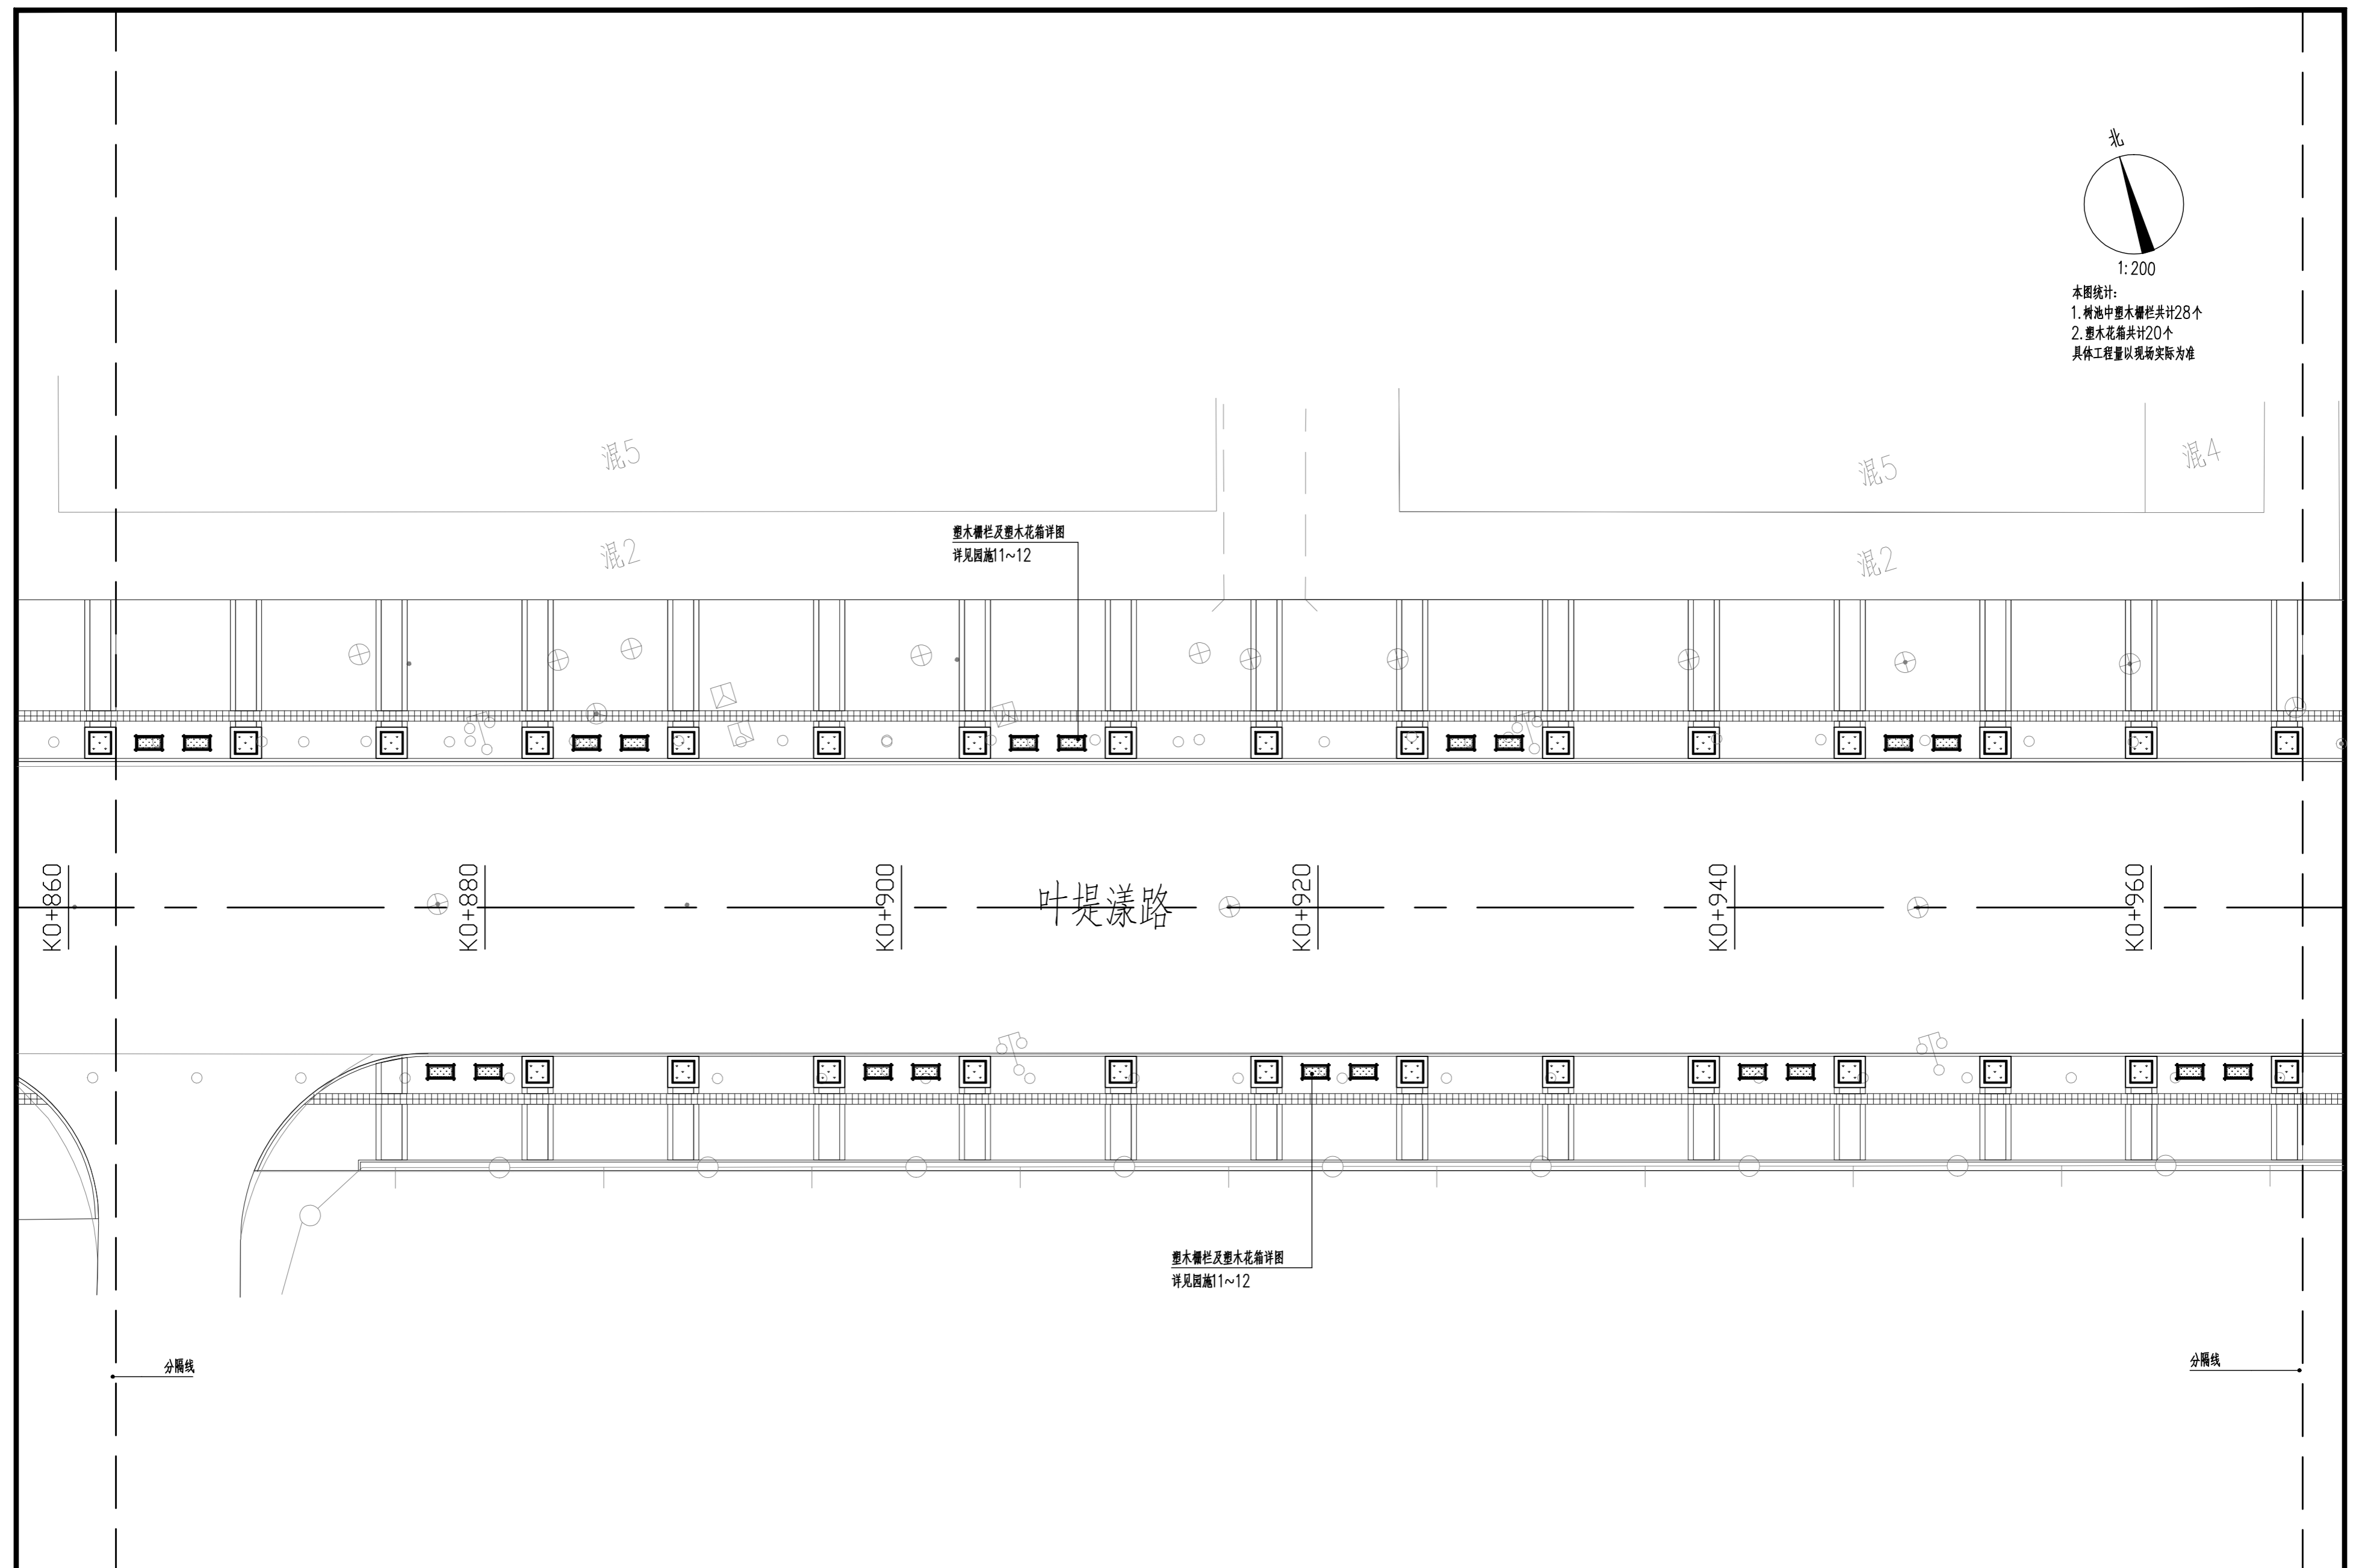 北
1:200
本图统计:
1.树池中塑木栅栏共计28个
2.塑木花箱共计20个
具体工程量以现场实际为准
混5
混5
混4
塑木栅栏及塑木花箱详图
详见园施11~12
混2
混2
K0+860
K0+880
K0+900
叶堤漾路
K0+920
K0+940
K0+960
塑木栅栏及塑木花箱详图
详见园施11~12
分隔线
分隔线